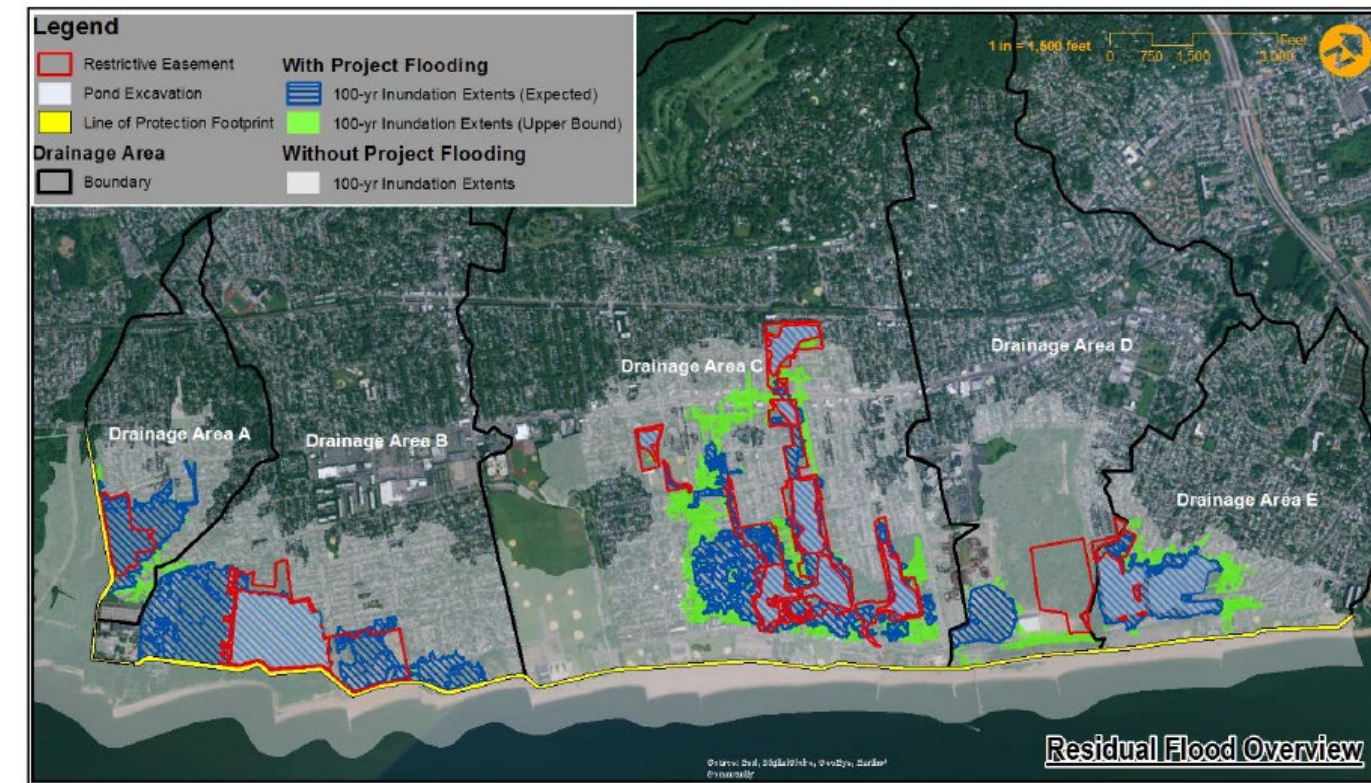 Legend
Restrictive Easement
Pond Excavation
Line of Protection Footprint
Drainage Area
Boundary
With Project Flooding
100-yr Inundation Extents (Expected)
100-yr Inundation Extents (Upper Bound)
Without Project Flooding
100-yr Inundation Extents
1 in = 1,500 feet
Feet
0 750 1,500 3,000
Drainage Area A
Drainage Area B
Drainage Area C
Drainage Area D
Drainage Area E
Residual Flood Overview
Community